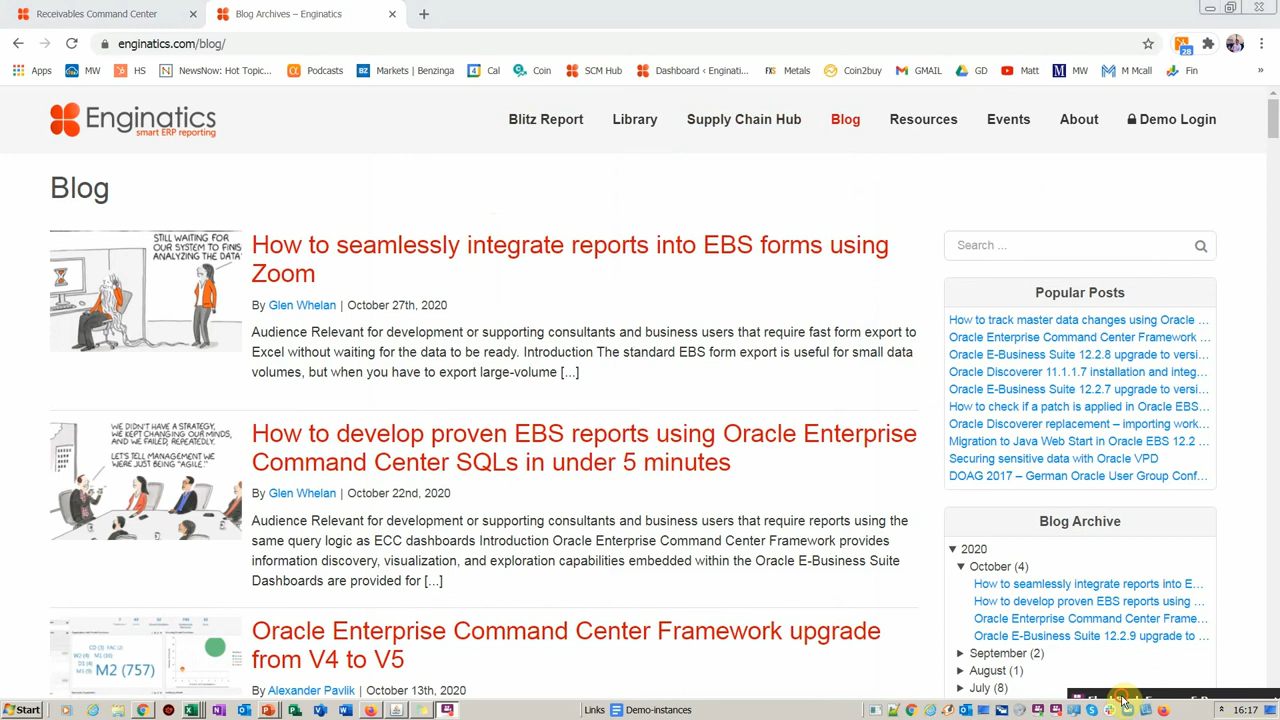 Receivables Command Center
Blog Archives – Enginatics
enginatics.com/blog/
28
Apps
MW
HS
NewsNow: Hot Topic...
Podcasts
BZ Markets | Benzinga
Cal
Coin
SCM Hub
Dashboard ‹ Enginati...
FXS Metals
Coin2buy
GMAIL
GD
Matt
MW
M Mcall
Fin
»
Enginatics
smart ERP reporting
Blitz Report
Library
Supply Chain Hub
Blog
Resources
Events
About
Demo Login
Blog
STILL WAITING FOR
OUR SYSTEM TO FINIS
ANALYZING THE DATA
How to seamlessly integrate reports into EBS forms using
Zoom
By Glen Whelan | October 27th, 2020
Audience Relevant for development or supporting consultants and business users that require fast form export to
Excel without waiting for the data to be ready. Introduction The standard EBS form export is useful for small data
volumes, but when you have to export large-volume [...]
WE DIDN'T HAVE A STRATEGY,
WE KEPT CHANGING OUR MINDS,
AND WE FAILED, REPEATEDLY.
LET'S TELL MANAGEMENT
WE WERE JUST BEING "AGILE."
How to develop proven EBS reports using Oracle Enterprise
Command Center SQLs in under 5 minutes
By Glen Whelan | October 22nd, 2020
Audience Relevant for development or supporting consultants and business users that require reports using the
same query logic as ECC dashboards Introduction Oracle Enterprise Command Center Framework provides
information discovery, visualization, and exploration capabilities embedded within the Oracle E-Business Suite
Dashboards are provided for [...]
M2 (757)
Oracle Enterprise Command Center Framework upgrade
from V4 to V5
By Alexander Pavlik | October 13th, 2020
Search ...
Popular Posts
How to track master data changes using Oracle ...
Oracle Enterprise Command Center Framework ...
Oracle E-Business Suite 12.2.8 upgrade to versi...
Oracle Discoverer 11.1.1.7 installation and integ...
Oracle E-Business Suite 12.2.7 upgrade to versi...
How to check if a patch is applied in Oracle EBS...
Oracle Discoverer replacement – importing work...
Migration to Java Web Start in Oracle EBS 12.2 ...
Securing sensitive data with Oracle VPD
DOAG 2017 – German Oracle User Group Conf...
Blog Archive
▼ 2020
▼ October (4)
How to seamlessly integrate reports into E...
How to develop proven EBS reports using ...
Oracle Enterprise Command Center Frame...
Oracle E-Business Suite 12.2.9 upgrade to ...
► September (2)
► August (1)
► July (8)
Start
Links
Demo-instances
16:17